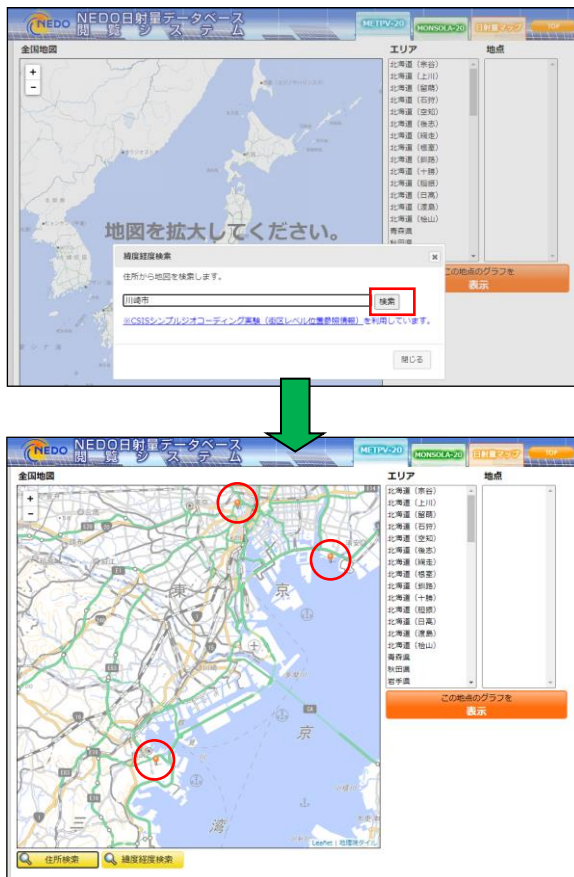 NEDO
NEDO日射量データベース
閲覧システム
METPV-20
MONSOLA-20
日射量マップ
TOP
全国地図
エリア
地点
+
-
北海道（宗谷）
北海道（上川）
北海道（留萌）
北海道（石狩）
北海道（空知）
北海道（後志）
北海道（網走）
北海道（根室）
北海道（釧路）
北海道（十勝）
北海道（胆振）
北海道（日高）
北海道（渡島）
北海道（桧山）
青森県
秋田県
地図を拡大してください。
この地点のグラフを
表示
緯度経度検索
住所から地図を検索します。
川崎市
検索
※CSISシンプルジオコーディング実験（街区レベル位置参照情報）を利用しています。
閉じる
NEDO
NEDO日射量データベース
閲覧システム
METPV-20
MONSOLA-20
日射量マップ
TOP
全国地図
エリア
地点
+
-
北海道（宗谷）
北海道（上川）
北海道（留萌）
北海道（石狩）
北海道（空知）
北海道（後志）
北海道（網走）
北海道（根室）
北海道（釧路）
北海道（十勝）
北海道（胆振）
北海道（日高）
北海道（渡島）
北海道（桧山）
青森県
秋田県
岩手県
東
京
京
湾
三
この地点のグラフを
表示
Leaflet | 地理院タイル
住所検索
緯度経度検索